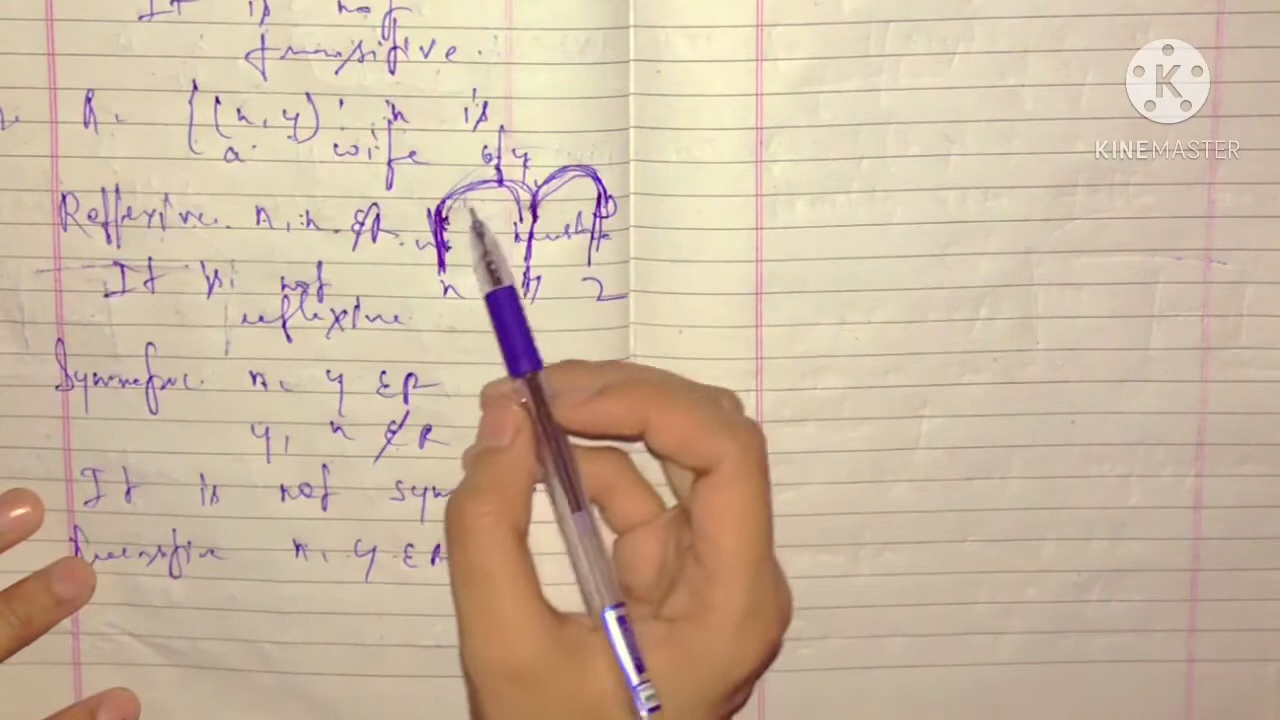 It is not
transitive.
R. {(x, y) : x is
a wife of y
Reflexive. x, x ∉ R.
x y z
It is not
reflexive
Symmetric. x, y ∈ R
y, x ∉ R
It is not sym
Transitive x, y ∈ R
K
KINEMASTER